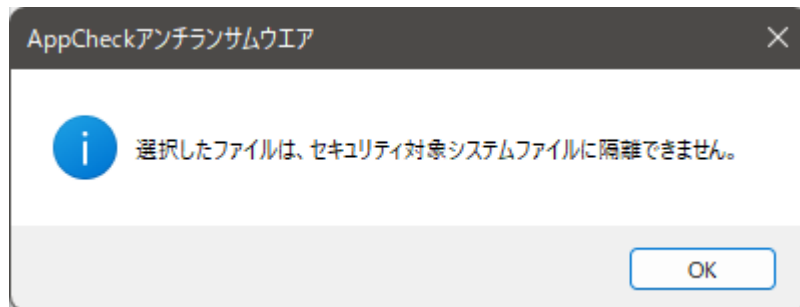 AppCheckアンチランサムウエア
選択したファイルは、セキュリティ対象システムファイルに隔離できません。
OK